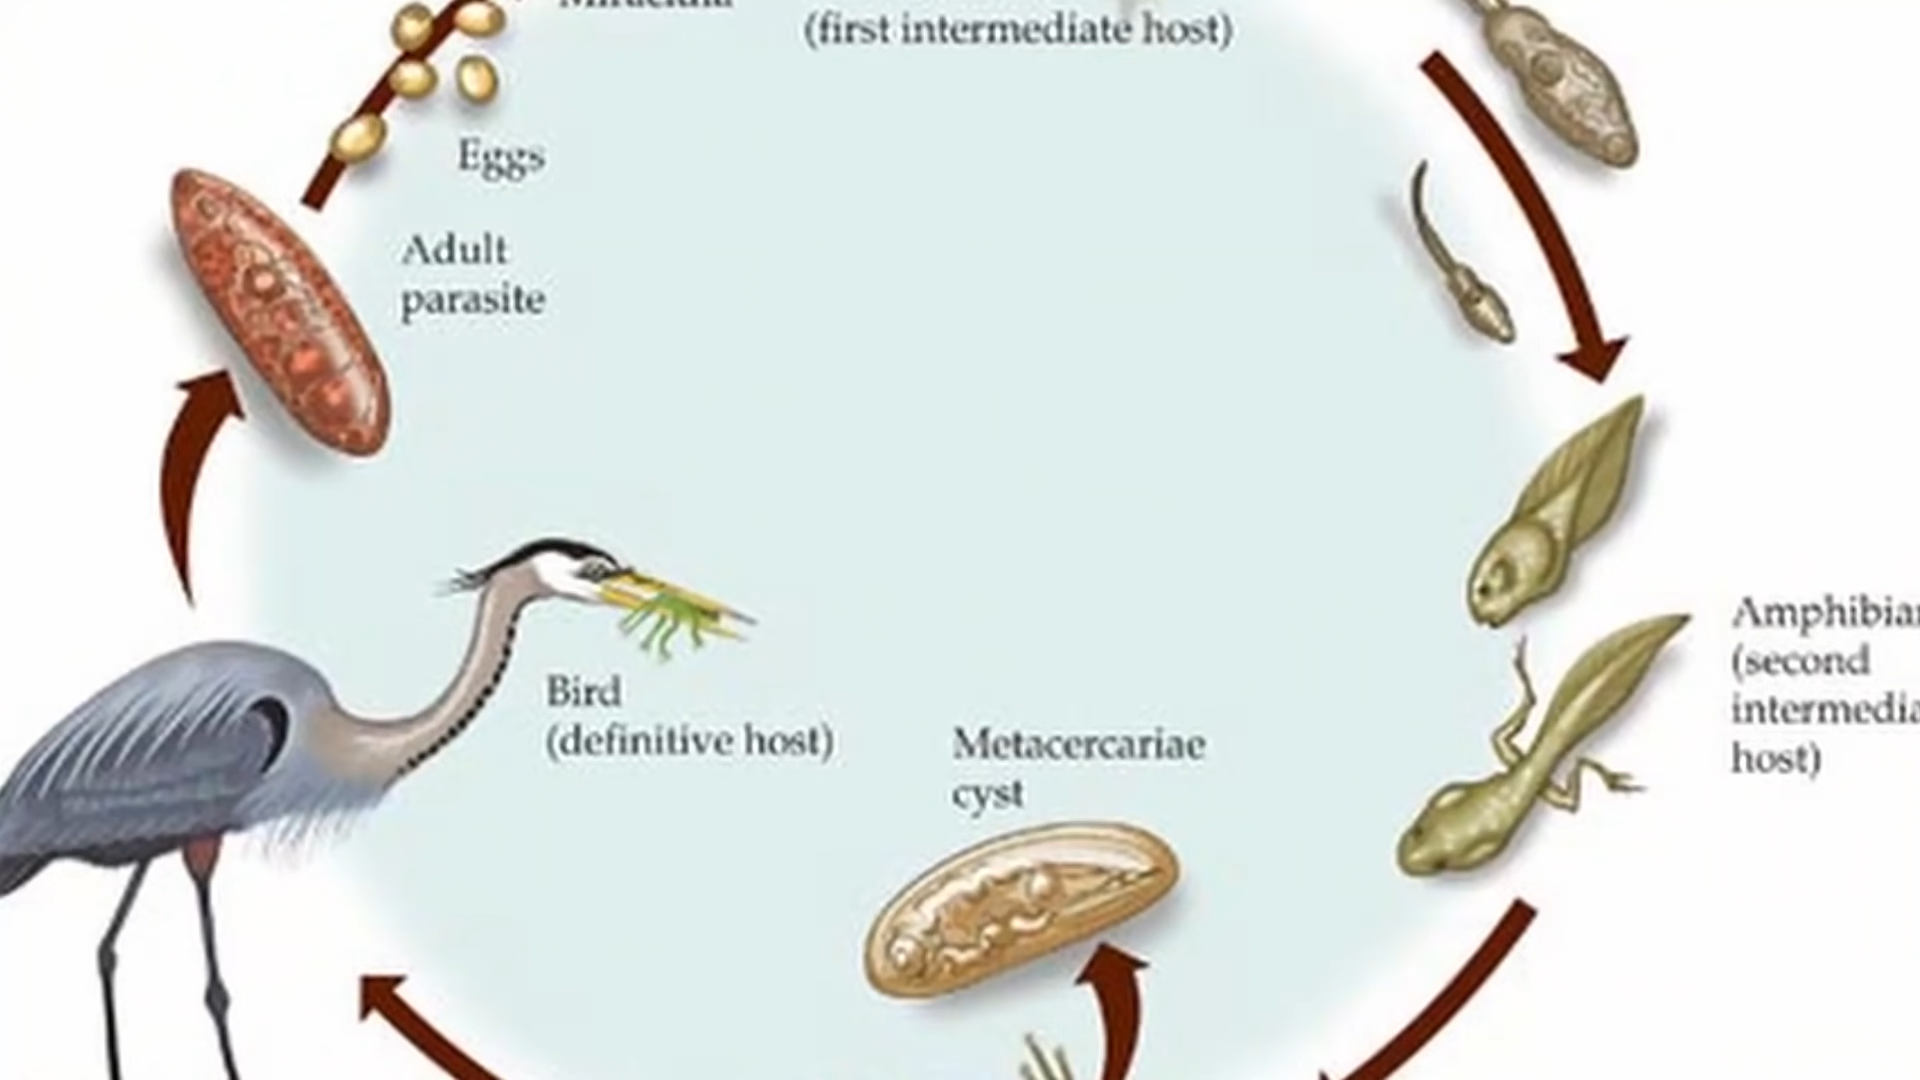 (first intermediate host)
Eggs
Adult
parasite
Bird
(definitive host)
Metacercariae
cyst
(second
host)